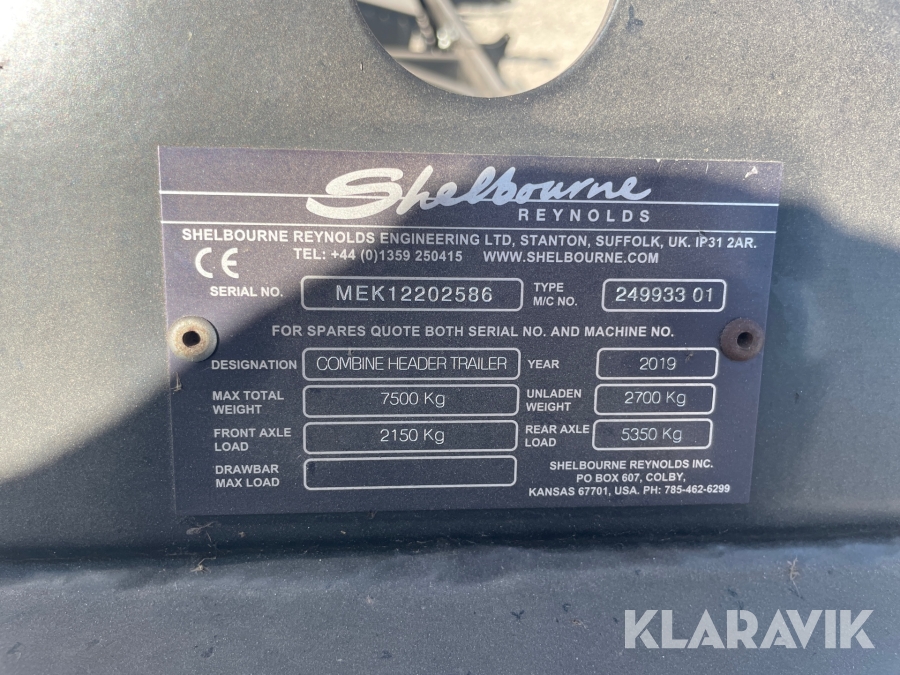 Shelbourne
REYNOLDS
SHELBOURNE REYNOLDS ENGINEERING LTD, STANTON, SUFFOLK, UK. IP31 2AR.
TEL: +44 (0)1359 250415 WWW.SHELBOURNE.COM
CE
SERIAL NO. MEK12202586 TYPE M/C NO. 249933 01
FOR SPARES QUOTE BOTH SERIAL NO. AND MACHINE NO.
DESIGNATION COMBINE HEADER TRAILER YEAR 2019
MAX TOTAL WEIGHT 7500 Kg UNLADEN WEIGHT 2700 Kg
FRONT AXLE LOAD 2150 Kg REAR AXLE LOAD 5350 Kg
DRAWBAR MAX LOAD
SHELBOURNE REYNOLDS INC.
PO BOX 607, COLBY,
KANSAS 67701, USA. PH: 785-462-6299
KLARAVIK